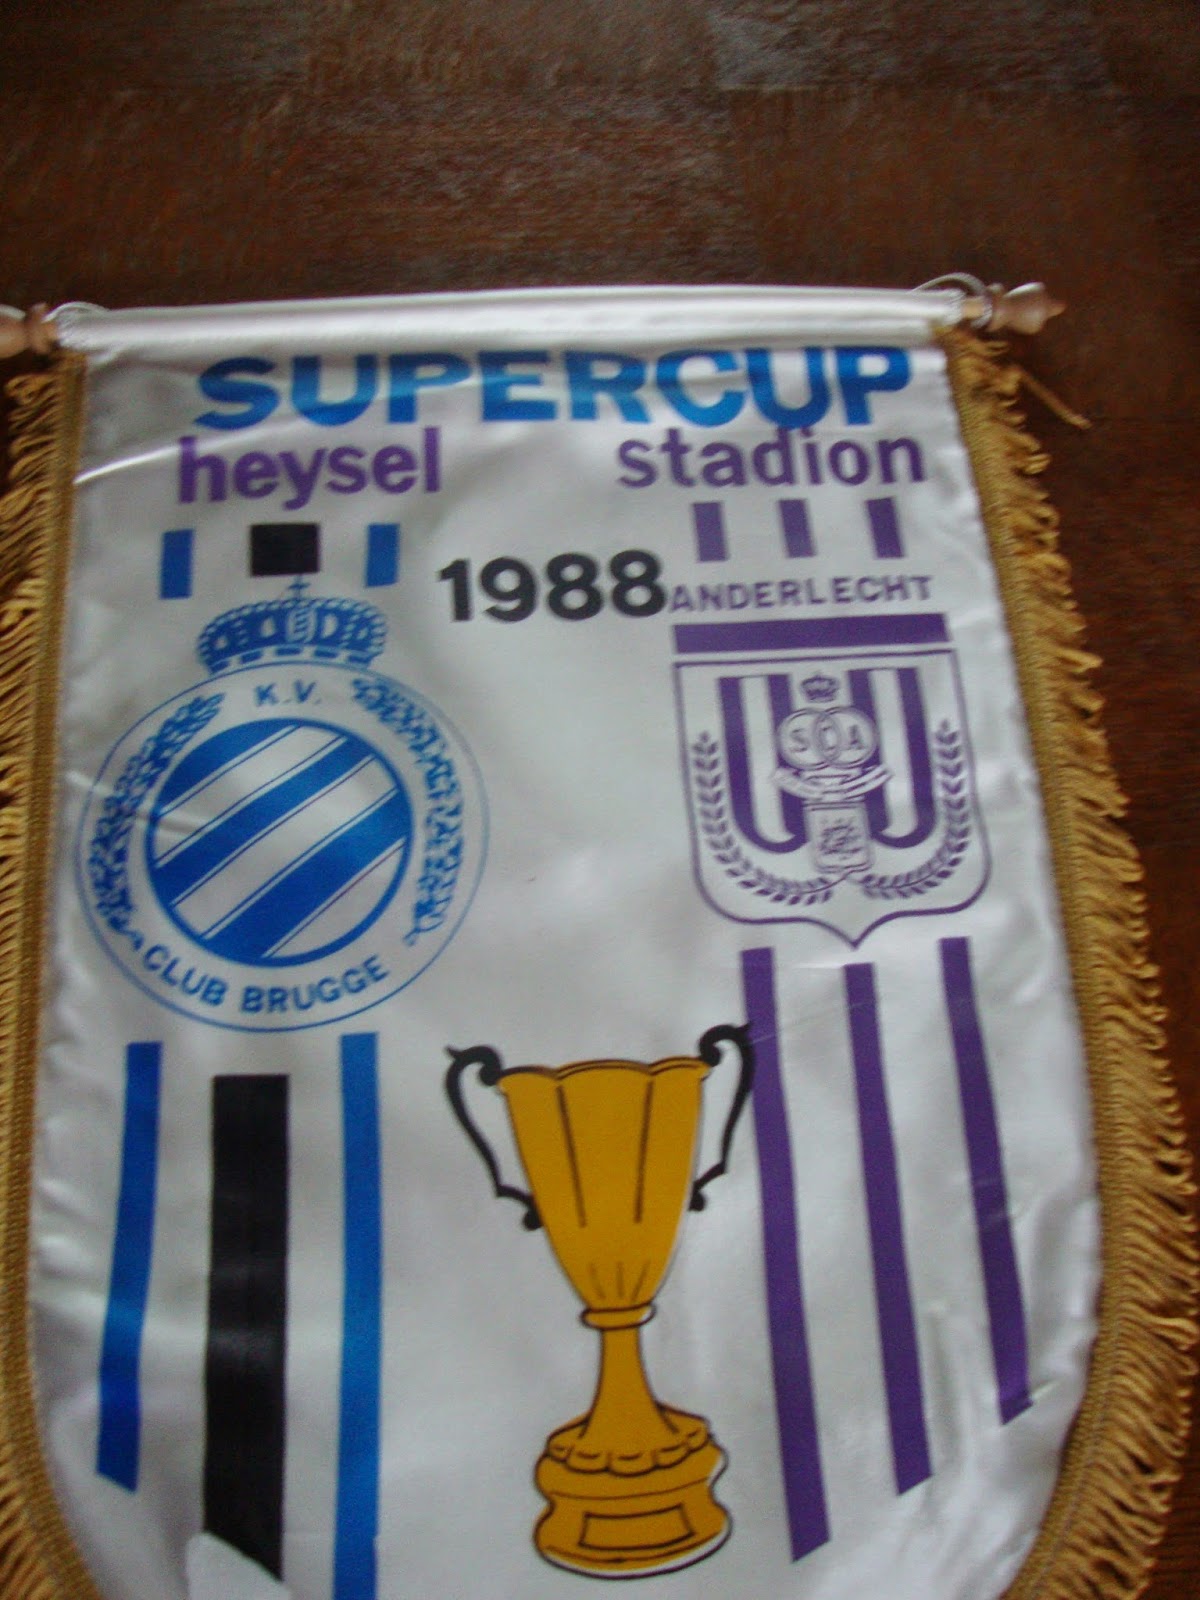 SUPERCUP
heysel stadion
1988
ANDERLECHT
K.V.
CLUB BRUGGE
S C A